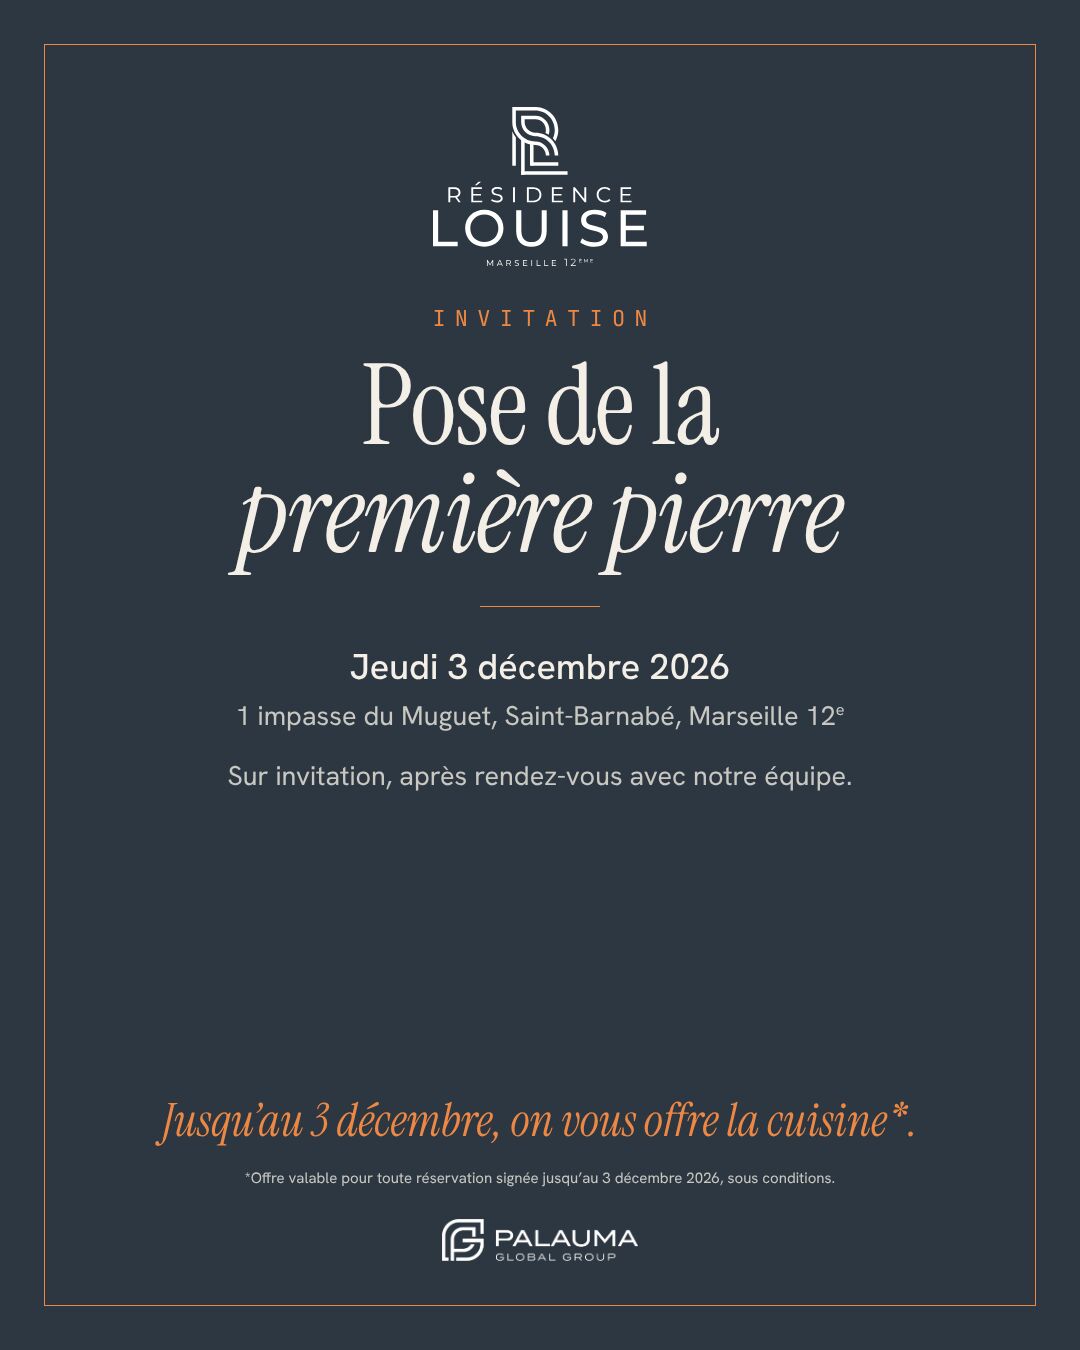 RÉSIDENCE
LOUISE
MARSEILLE 12ÈME
INVITATION
Pose de la
première pierre
Jeudi 3 décembre 2026
1 impasse du Muguet, Saint-Barnabé, Marseille 12e
Sur invitation, après rendez-vous avec notre équipe.
Jusqu’au 3 décembre, on vous offre la cuisine*.
*Offre valable pour toute réservation signée jusqu’au 3 décembre 2026, sous conditions.
PALAUMA
GLOBAL GROUP